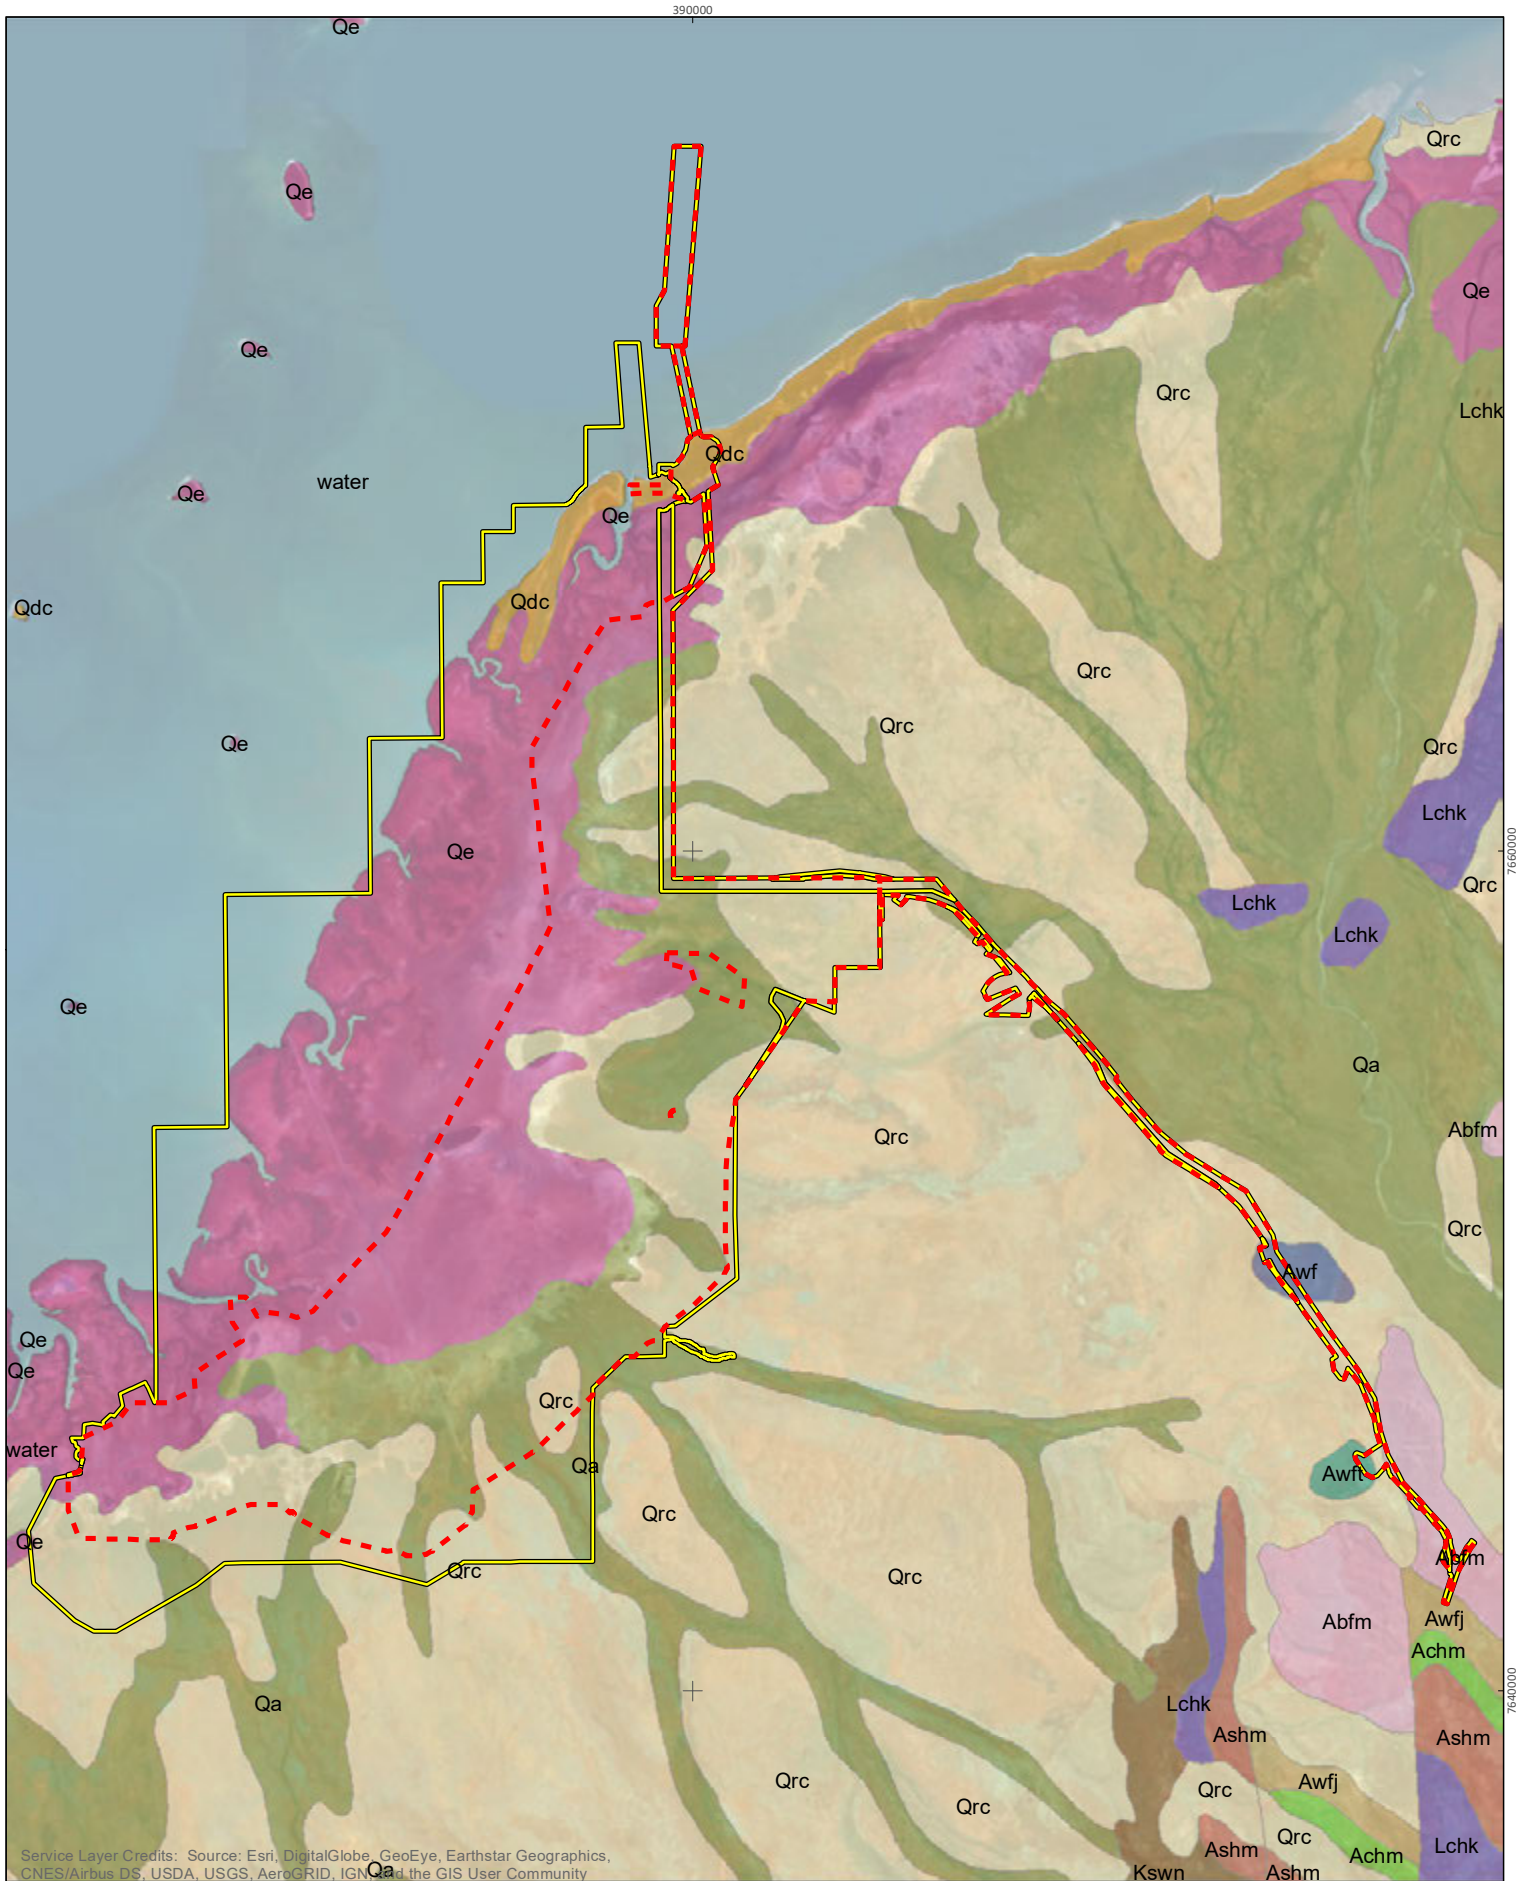 390000
Qe
Qrc
Qe
Qe
Qe
Qrc
Lchk
Qdc
water
Qe
Qe
Qdc
Qdc
Qrc
Qrc
Qe
Qrc
Lchk
Qe
7660000
Qrc
Lchk
Lchk
Qe
Qa
Abfm
Qrc
Qrc
Awf
Qe
Qe
Qrc
water
Qa
Awft
Qrc
Qe
Qrc
Abfm
Qrc
Abfm
Awfj
Achm
Qa
Lchk
7640000
Ashm
Ashm
Qrc
Awfj
Qrc
Qrc
Qrc
Lchk
Ashm
Achm
Service Layer Credits: Source: Esri, DigitalGlobe, GeoEye, Earthstar Geographics,
CNES/Airbus DS, USDA, USGS, AeroGRID, IGN, and the GIS User Community
Qa
Kswn
Ashm